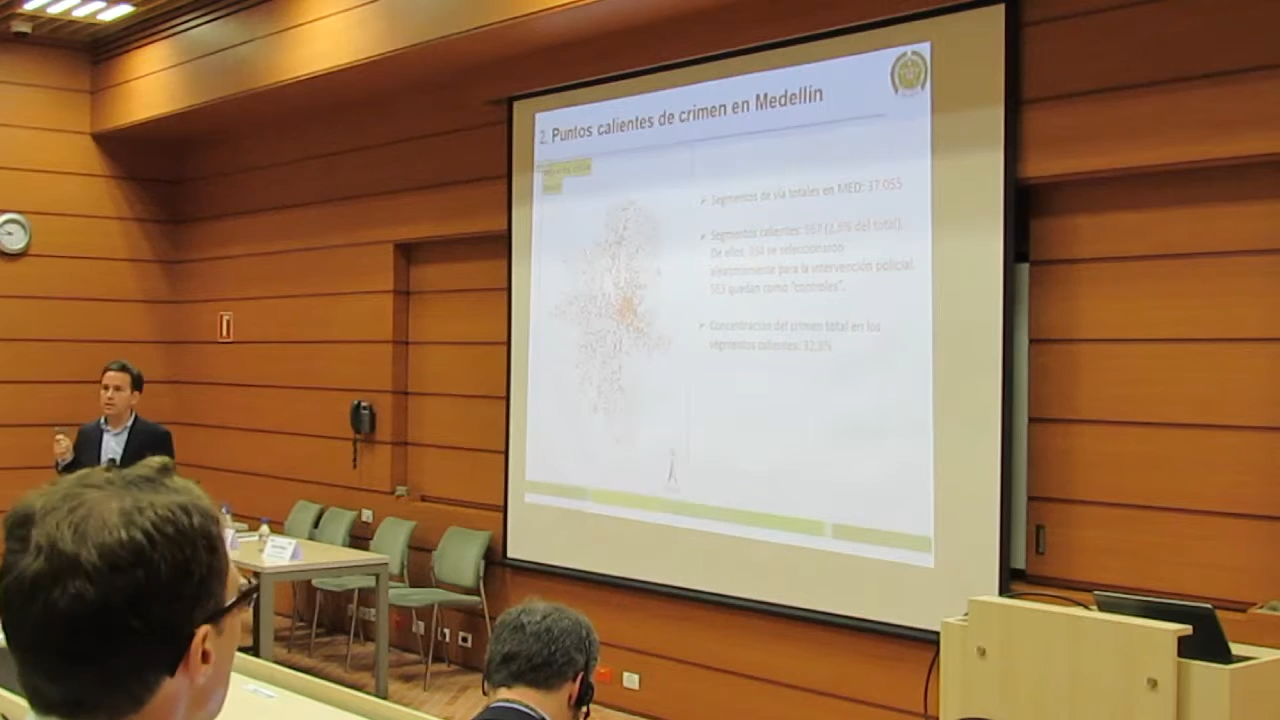 2. Puntos calientes de crimen en Medellín
Segmentos de vía totales en MED: 37 055
Segmentos calientes: 967 (2,6% del total).
De ellos, 384 se seleccionaron
aleatoriamente para la intervención policial.
583 quedan como "controles".
Concentración del crimen total en los
segmentos calientes: 32,8%